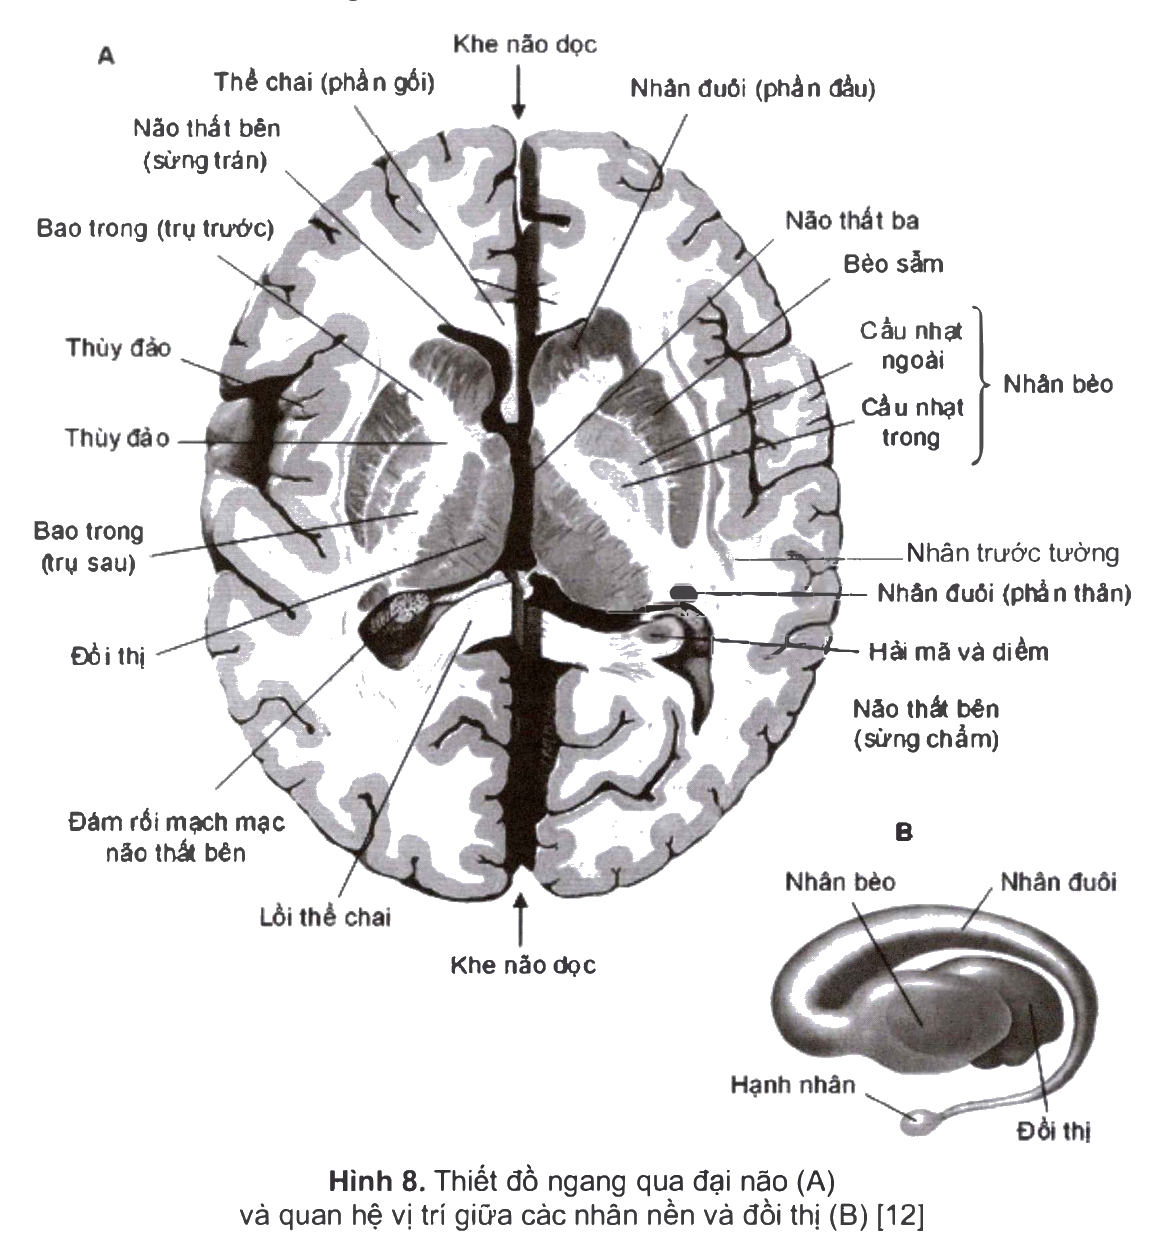 A
Khe não dọc
Thể chai (phần gối)
Nhân đuôi (phần đầu)
Não thất bên
(sừng trán)
Bao trong (trụ trước)
Não thất ba
Bèo sẫm
Cầu nhạt
ngoài
Nhân bèo
Cầu nhạt
trong
Thùy đảo
Thùy đảo
Bao trong
(trụ sau)
Nhân trước tường
Nhân đuôi (phần thân)
Đồi thị
Hải mã và diềm
Não thất bên
(sừng chẩm)
Đám rối mạch mạc
não thất bên
Lồi thể chai
Khe não dọc
B
Nhân bèo
Nhân đuôi
Hạnh nhân
Đồi thị
Hình 8. Thiết đồ ngang qua đại não (A)
và quan hệ vị trí giữa các nhân nền và đồi thị (B) [12]